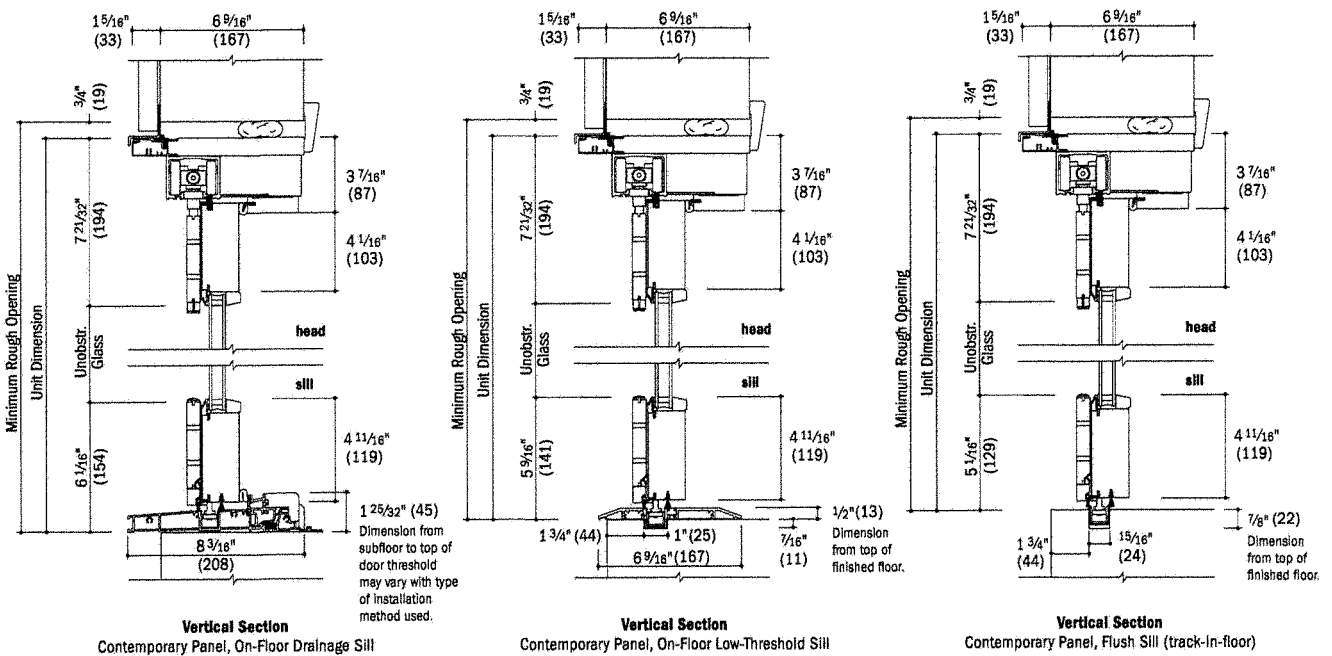 1 5/16" 6 9/16"
(33) (167)
3/4"
(19)
3 7/16"
(87)
7 21/32"
(194)
4 1/16"
(103)
Minimum Rough Opening
Unit Dimension
Unobstr.
Glass
head
sill
4 11/16"
(119)
6 1/16"
(154)
1 25/32" (45)
Dimension from
subfloor to top of
door threshold
may vary with type
of installation
method used.
8 3/16"
(208)
Vertical Section
Contemporary Panel, On-Floor Drainage Sill
1 5/16" 6 9/16"
(33) (167)
3/4"
(19)
3 7/16"
(87)
7 21/32"
(194)
4 1/16"
(103)
Minimum Rough Opening
Unit Dimension
Unobstr.
Glass
head
sill
4 11/16"
(119)
5 9/16"
(141)
1/2" (13)
Dimension
from top of
finished floor.
1 3/4" (44) 1" (25)
7/16"
(11)
6 9/16" (167)
Vertical Section
Contemporary Panel, On-Floor Low-Threshold Sill
1 5/16" 6 9/16"
(33) (167)
3/4"
(19)
3 7/16"
(87)
7 21/32"
(194)
4 1/16"
(103)
Minimum Rough Opening
Unit Dimension
Unobstr.
Glass
head
sill
4 11/16"
(119)
5 1/16"
(129)
7/8" (22)
Dimension
from top of
finished floor.
1 3/4"
(44)
15/16"
(24)
Vertical Section
Contemporary Panel, Flush Sill (track-in-floor)